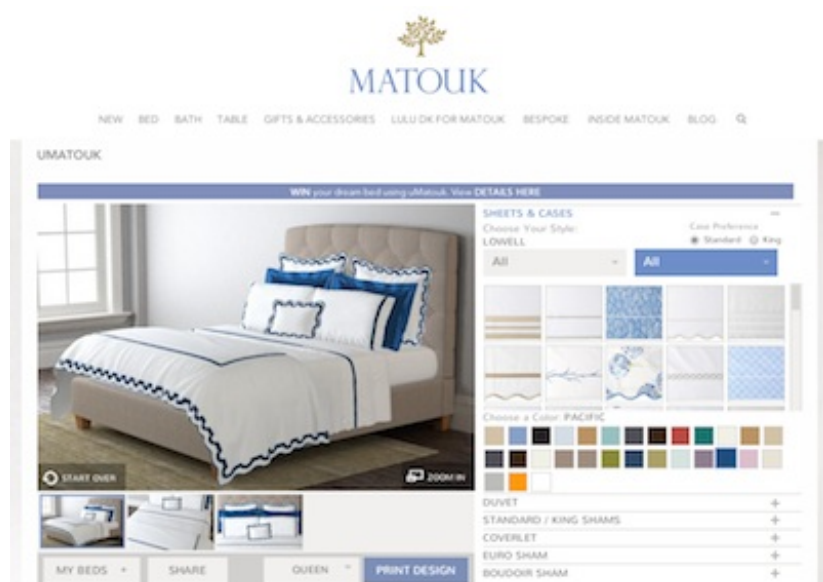 MATOUK
NEW BED BATH TABLE GIFTS & ACCESSORIES LULU DK FOR MATOUK BESPOKE INSIDE MATOUK BLOG
UMATOUK
WIN your dream bed using uMatouk. View DETAILS HERE
SHEETS & CASES
Choose Your Style:
LOWELL
Case Preference
Standard King
All All
Choose a Color: PACIFIC
START OVER ZOOM IN
DUVET
STANDARD / KING SHAMS
COVERLET
EURO SHAM
BOUDOIR SHAM
MY BEDS SHARE QUEEN PRINT DESIGN